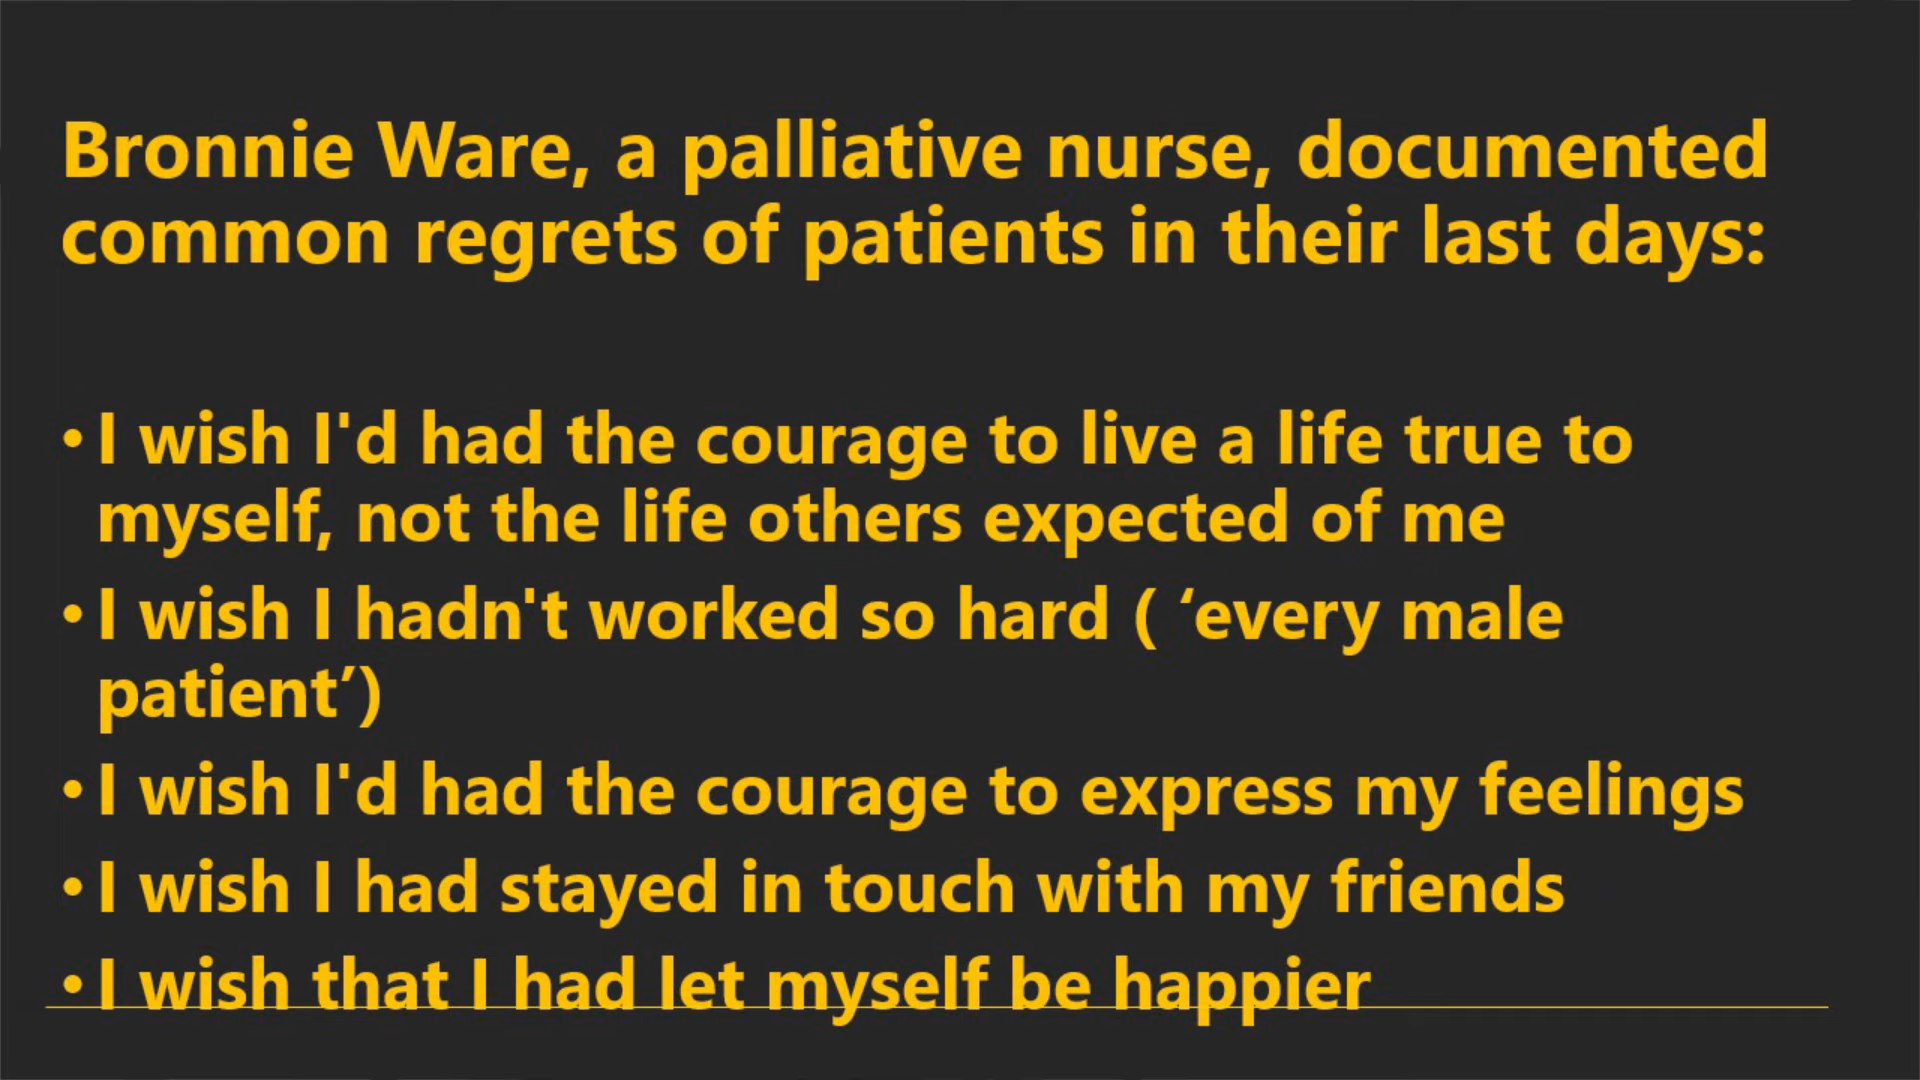 Bronnie Ware, a palliative nurse, documented
common regrets of patients in their last days:
• I wish I'd had the courage to live a life true to
myself, not the life others expected of me
• I wish I hadn't worked so hard ( ‘every male
patient’)
• I wish I'd had the courage to express my feelings
• I wish I had stayed in touch with my friends
• I wish that I had let myself be happier